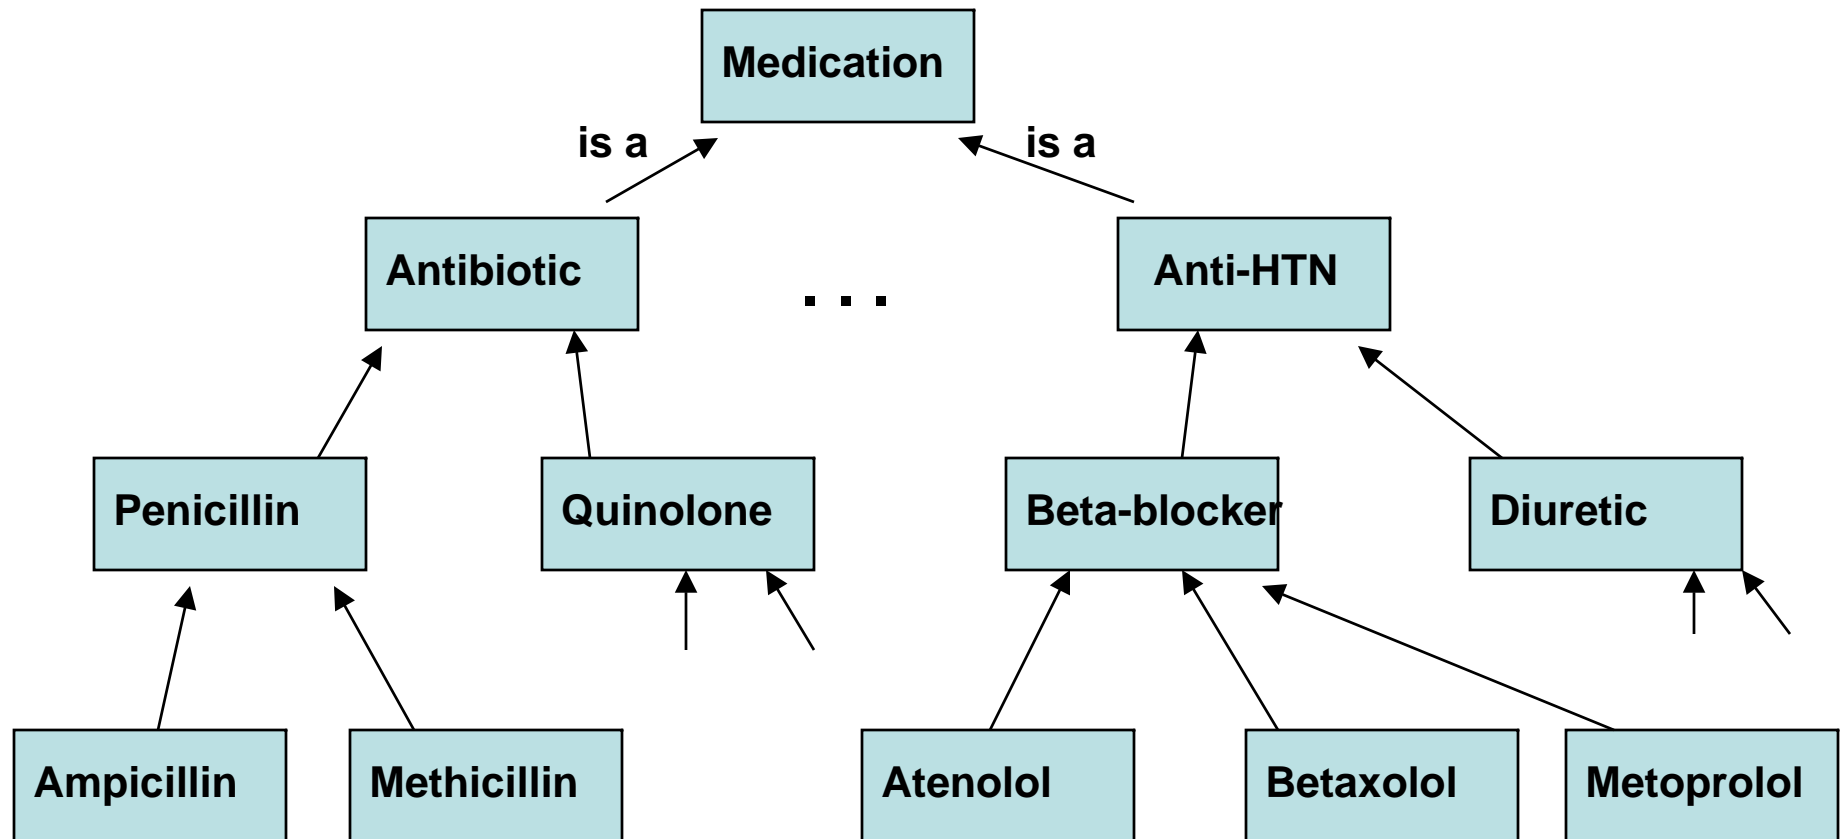 Medication
is a
is a
Antibiotic
. . .
Anti-HTN
Penicillin
Quinolone
Beta-blocker
Diuretic
Ampicillin
Methicillin
Atenolol
Betaxolol
Metoprolol